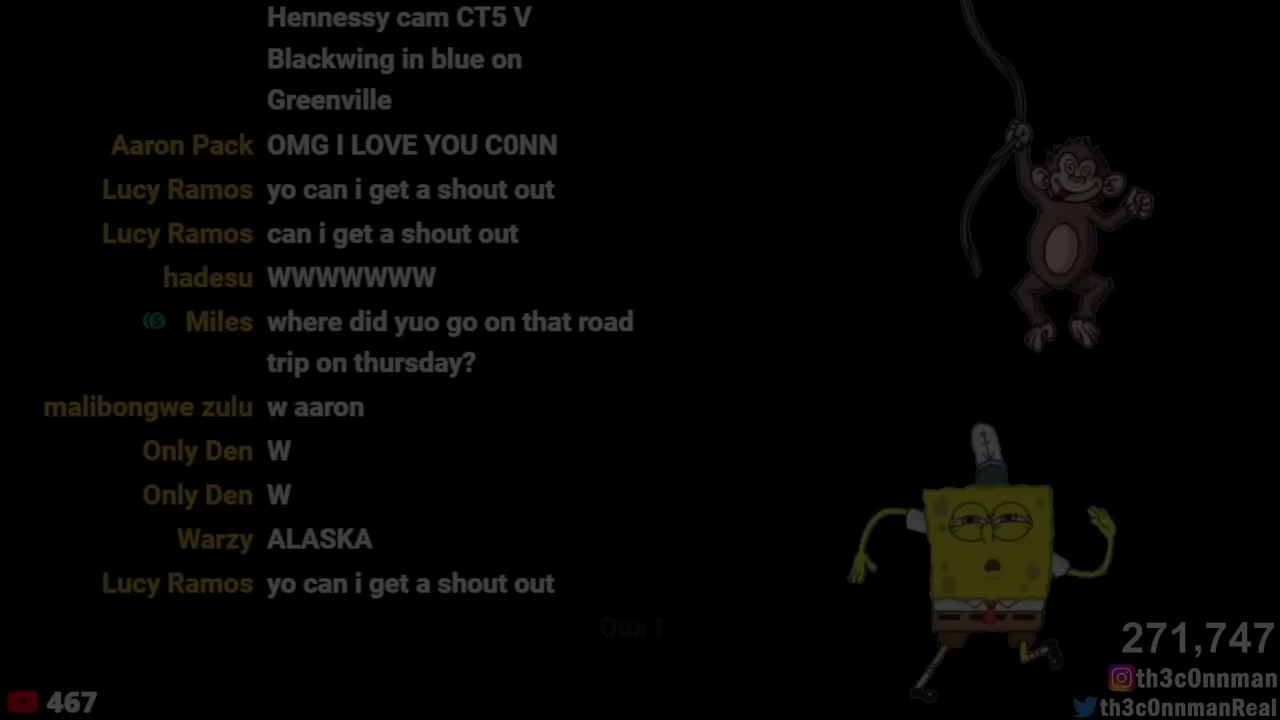 Hennessy cam CT5 V
Blackwing in blue on
Greenville
Aaron Pack OMG I LOVE YOU C0NN
Lucy Ramos yo can i get a shout out
Lucy Ramos can i get a shout out
hadesu WWWWWWW
Miles where did yuo go on that road
trip on thursday?
malibongwe zulu w aaron
Only Den W
Only Den W
Warzy ALASKA
Lucy Ramos yo can i get a shout out
271,747
th3c0nnman
th3c0nnmanReal
467